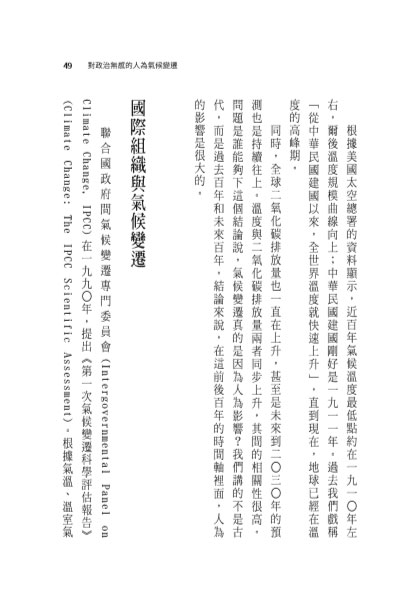 49　對政治無感的人為氣候變遷
根據美國太空總署的資料顯示，近百年氣候溫度最低點約在一九一〇年左
右，爾後溫度規模曲線向上；中華民國建國剛好是一九一一年。過去我們戲稱
「從中華民國建國以來，全世界溫度就快速上升」，直到現在，地球已經在溫
度的高峰期。
同時，全球二氧化碳排放量也一直在上升，甚至是未來到二〇三〇年的預
測也是持續往上。溫度與二氧化碳排放量兩者同步上升，其間的相關性很高。
問題是誰能夠下這個結論說，氣候變遷真的是因為人為影響？我們講的不是古
代，而是過去百年和未來百年。結論來說，在這前後百年的時間軸裡面，人為
的影響是很大的。
國際組織與氣候變遷
聯合國政府間氣候變遷專門委員會（Intergovernmental Panel on
Climate Change, IPCC）在一九九〇年，提出《第一次氣候變遷科學評估報告》
（Climate Change: The IPCC Scientific Assessment）。根據氣溫、溫室氣